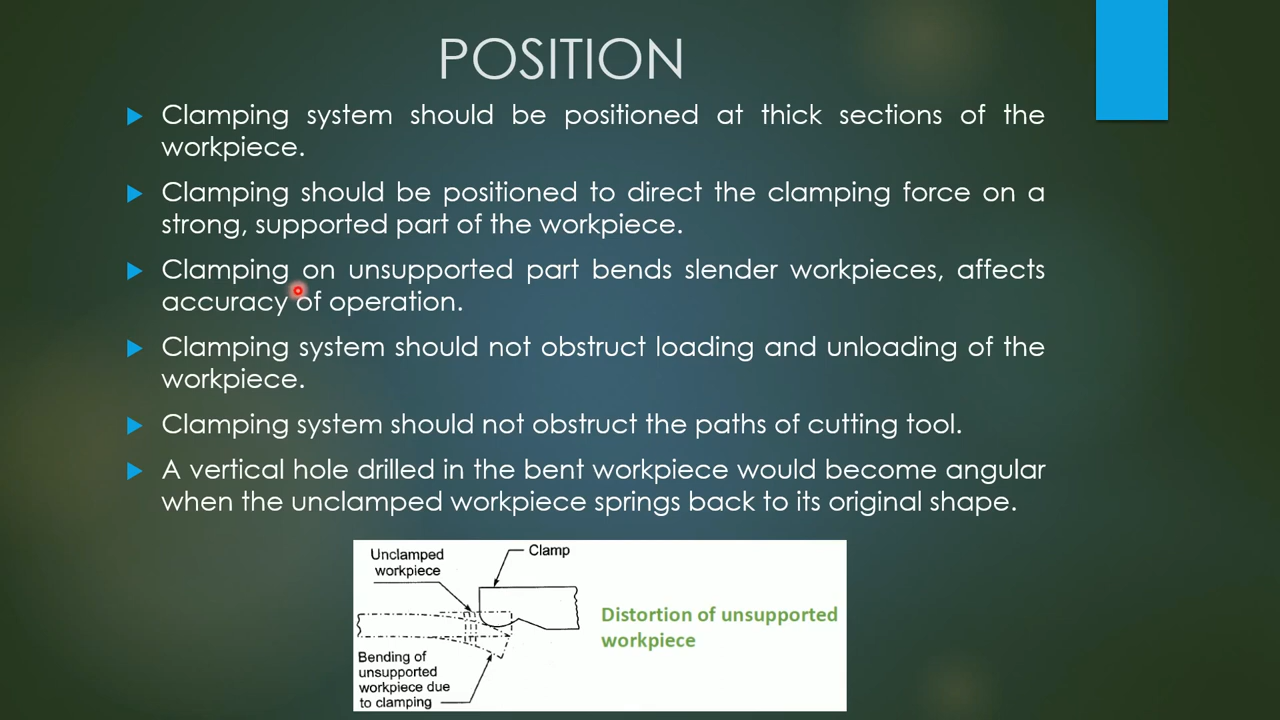 POSITION
Clamping system should be positioned at thick sections of the
workpiece.
Clamping should be positioned to direct the clamping force on a
strong, supported part of the workpiece.
Clamping on unsupported part bends slender workpieces, affects
accuracy of operation.
Clamping system should not obstruct loading and unloading of the
workpiece.
Clamping system should not obstruct the paths of cutting tool.
A vertical hole drilled in the bent workpiece would become angular
when the unclamped workpiece springs back to its original shape.
Unclamped
workpiece
Clamp
Distortion of unsupported
workpiece
Bending of
unsupported
workpiece due
to clamping